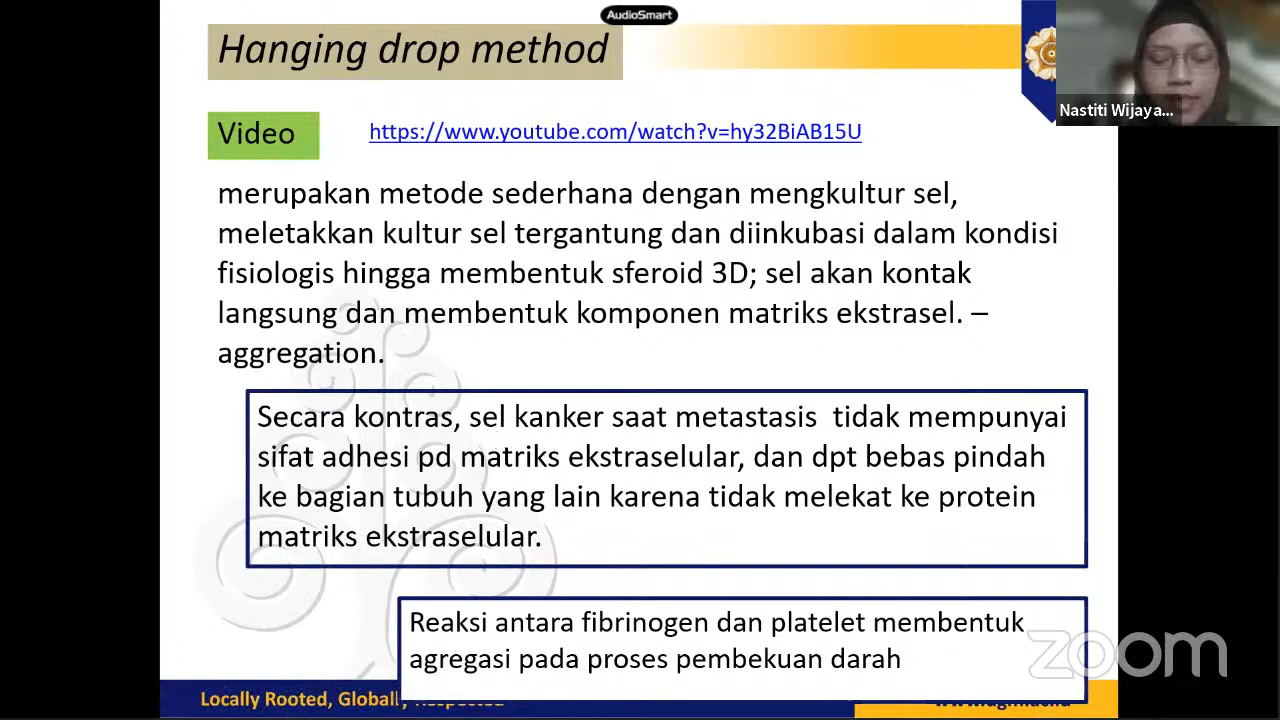 AudioSmart
Hanging drop method
Nastiti Wijaya...
Video
https://www.youtube.com/watch?v=hy32BiAB15U
merupakan metode sederhana dengan mengkultur sel,
meletakkan kultur sel tergantung dan diinkubasi dalam kondisi
fisiologis hingga membentuk sferoid 3D; sel akan kontak
langsung dan membentuk komponen matriks ekstrasel. –
aggregation.
Secara kontras, sel kanker saat metastasis tidak mempunyai
sifat adhesi pd matriks ekstraselular, dan dpt bebas pindah
ke bagian tubuh yang lain karena tidak melekat ke protein
matriks ekstraselular.
Reaksi antara fibrinogen dan platelet membentuk
agregasi pada proses pembekuan darah
zoom
Locally Rooted, Globally